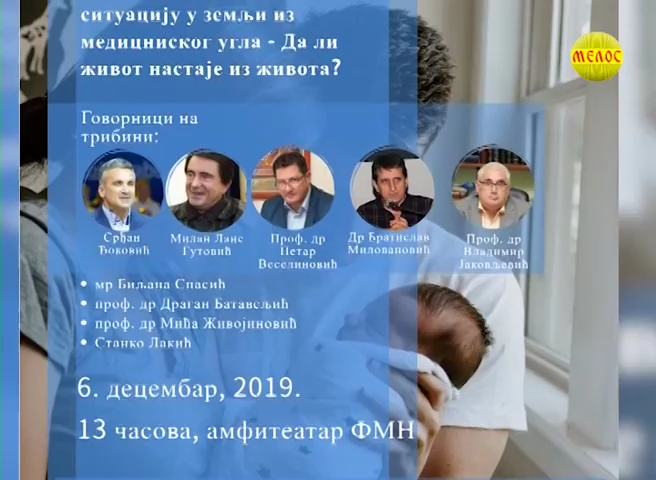 ситуацију у земљи из
медициниског угла - Да ли
живот настаје из живота?
МЕЛОС
Говорници на
трибини:
Срђан
Ђоковић
Милан Ланс
Гутовић
Проф. др
Петар
Веселиновић
Др Братислав
Миловановић
Проф. др
Владимир
Јаковљевић
• мр Биљана Спасић
• проф. др Драган Батавељић
• проф. др Мића Живојиновић
• Станко Лакић
6. децембар, 2019.
13 часова, амфитеатар ФМН